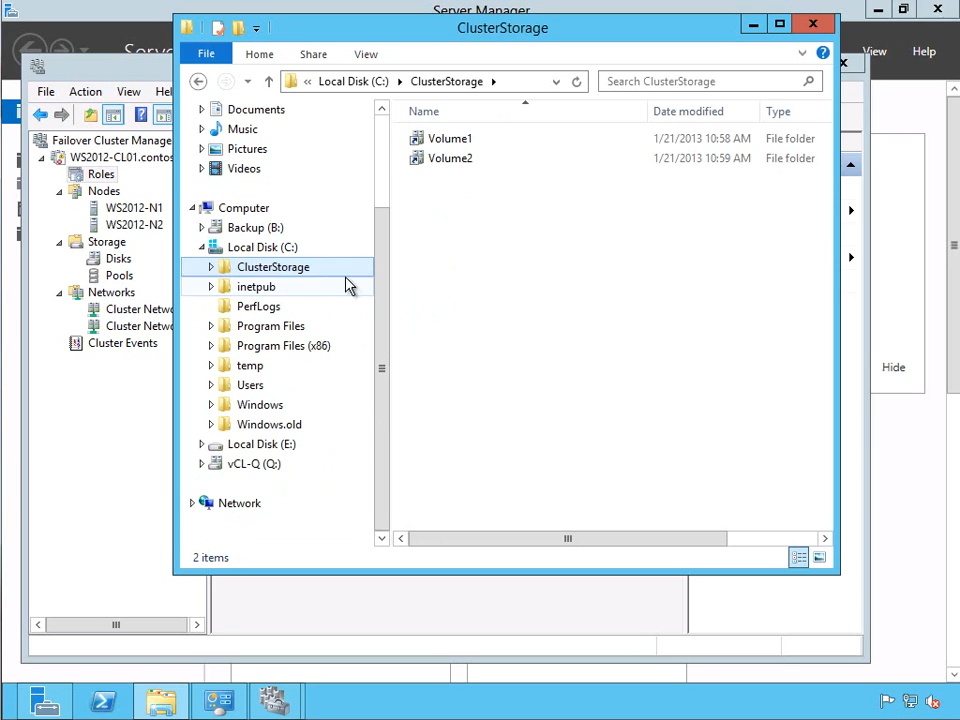 Server Manager
ClusterStorage
Serv
View
Help
File
Home
Share
View
File
Action
View
Hel
« Local Disk (C:)
ClusterStorage
Search ClusterStorage
Failover Cluster Manage
WS2012-CL01.contos
Roles
Nodes
WS2012-N1
WS2012-N2
Storage
Disks
Pools
Networks
Cluster Netwo
Cluster Netwo
Cluster Events
Documents
Music
Pictures
Videos
Computer
Backup (B:)
Local Disk (C:)
ClusterStorage
inetpub
PerfLogs
Program Files
Program Files (x86)
temp
Users
Windows
Windows.old
Local Disk (E:)
vCL-Q (Q:)
Network
Name
Date modified
Type
Volume1
1/21/2013 10:58 AM
File folder
Volume2
1/21/2013 10:59 AM
File folder
Hide
2 items